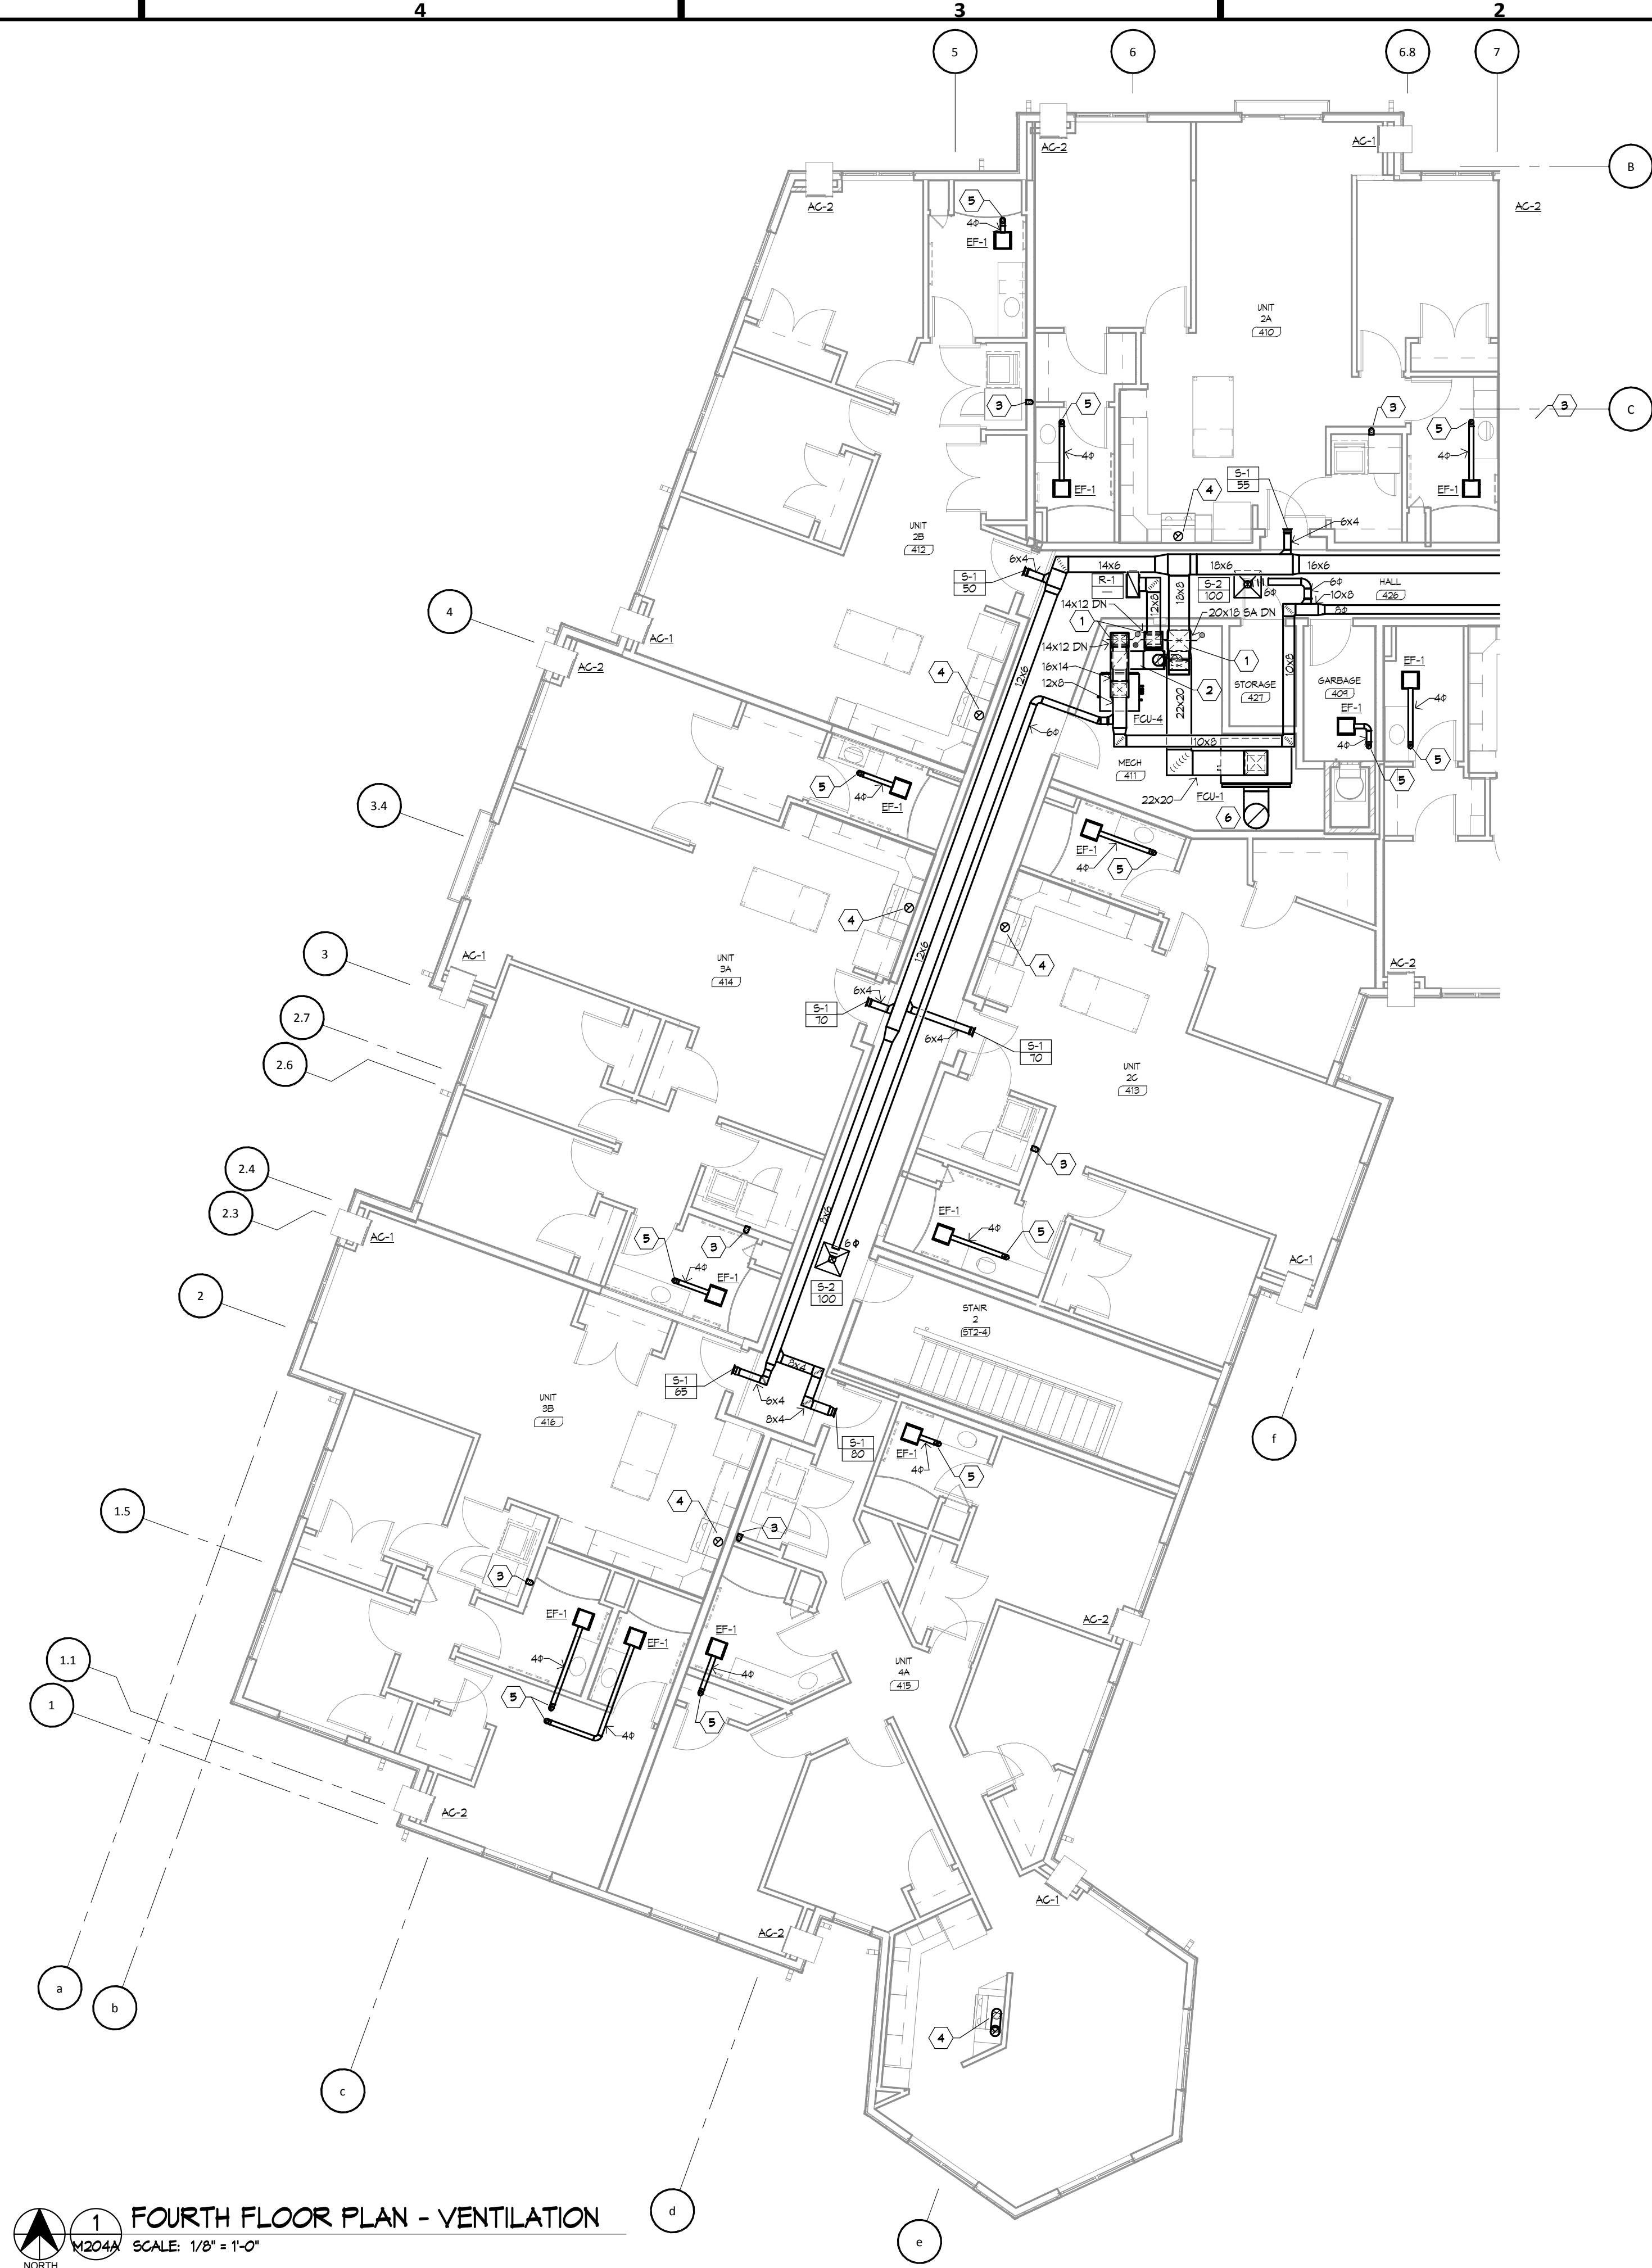 4
3
2
5
6
6.8
7
AC-2
AC-1
B
AC-2
AC-2
5
4Φ
EF-1
UNIT
2A
410
3
5
3
5
3
C
4Φ
4Φ
EF-1
EF-1
S-1
55
4
UNIT
2B
412
6x4
6x4
14x6
18x6
16x6
S-1
50
R-1
—
S-2
100
6Φ
6Φ
HALL
426
10x8
8Φ
12x8
18x8
14x12 DN
20x18 SA DN
1
14x12 DN
1
4
AC-1
AC-2
4
12x6
16x14
12x8
2
STORAGE
427
10x8
GARBAGE
409
EF-1
4Φ
EF-1
4Φ
5
5
22x20
FCU-4
6Φ
10x8
MECH
411
22x20
FCU-1
6
5
4Φ
EF-1
3.4
EF-1
4Φ
5
4
12x6
4
3
AC-1
UNIT
3A
414
AC-2
6x4
S-1
70
6x4
S-1
70
2.7
2.6
UNIT
2C
413
3
2.4
2.3
AC-1
8x6
EF-1
4Φ
5
5
3
4Φ
EF-1
6Φ
S-2
100
AC-1
2
STAIR
2
ST2-4
8x4
S-1
65
6x4
8x4
UNIT
3B
416
S-1
80
EF-1
4Φ
5
f
4
3
1.5
3
EF-1
EF-1
EF-1
AC-2
4Φ
4Φ
1.1
UNIT
4A
415
1
5
5
4Φ
AC-2
AC-1
AC-2
a
b
4
c
d
e
1
M204A
FOURTH FLOOR PLAN - VENTILATION
SCALE: 1/8" = 1'-0"
NORTH